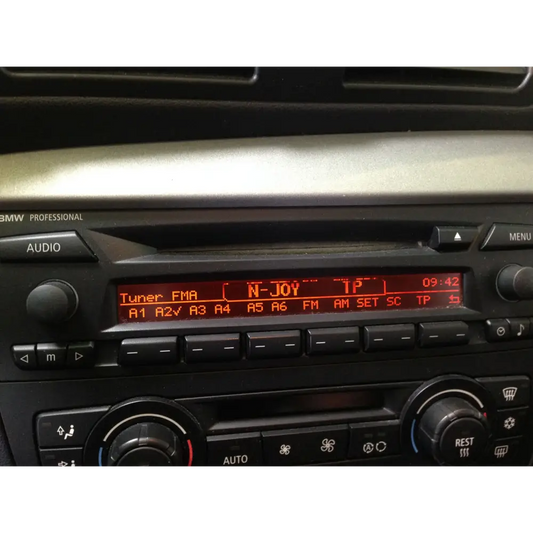 BMW PROFESSIONAL
AUDIO
MENU
Tuner FMA N-JOY TP 09:42
A1 A2✓ A3 A4 A5 A6 FM AM SET SC TP
m
AUTO
A
REST